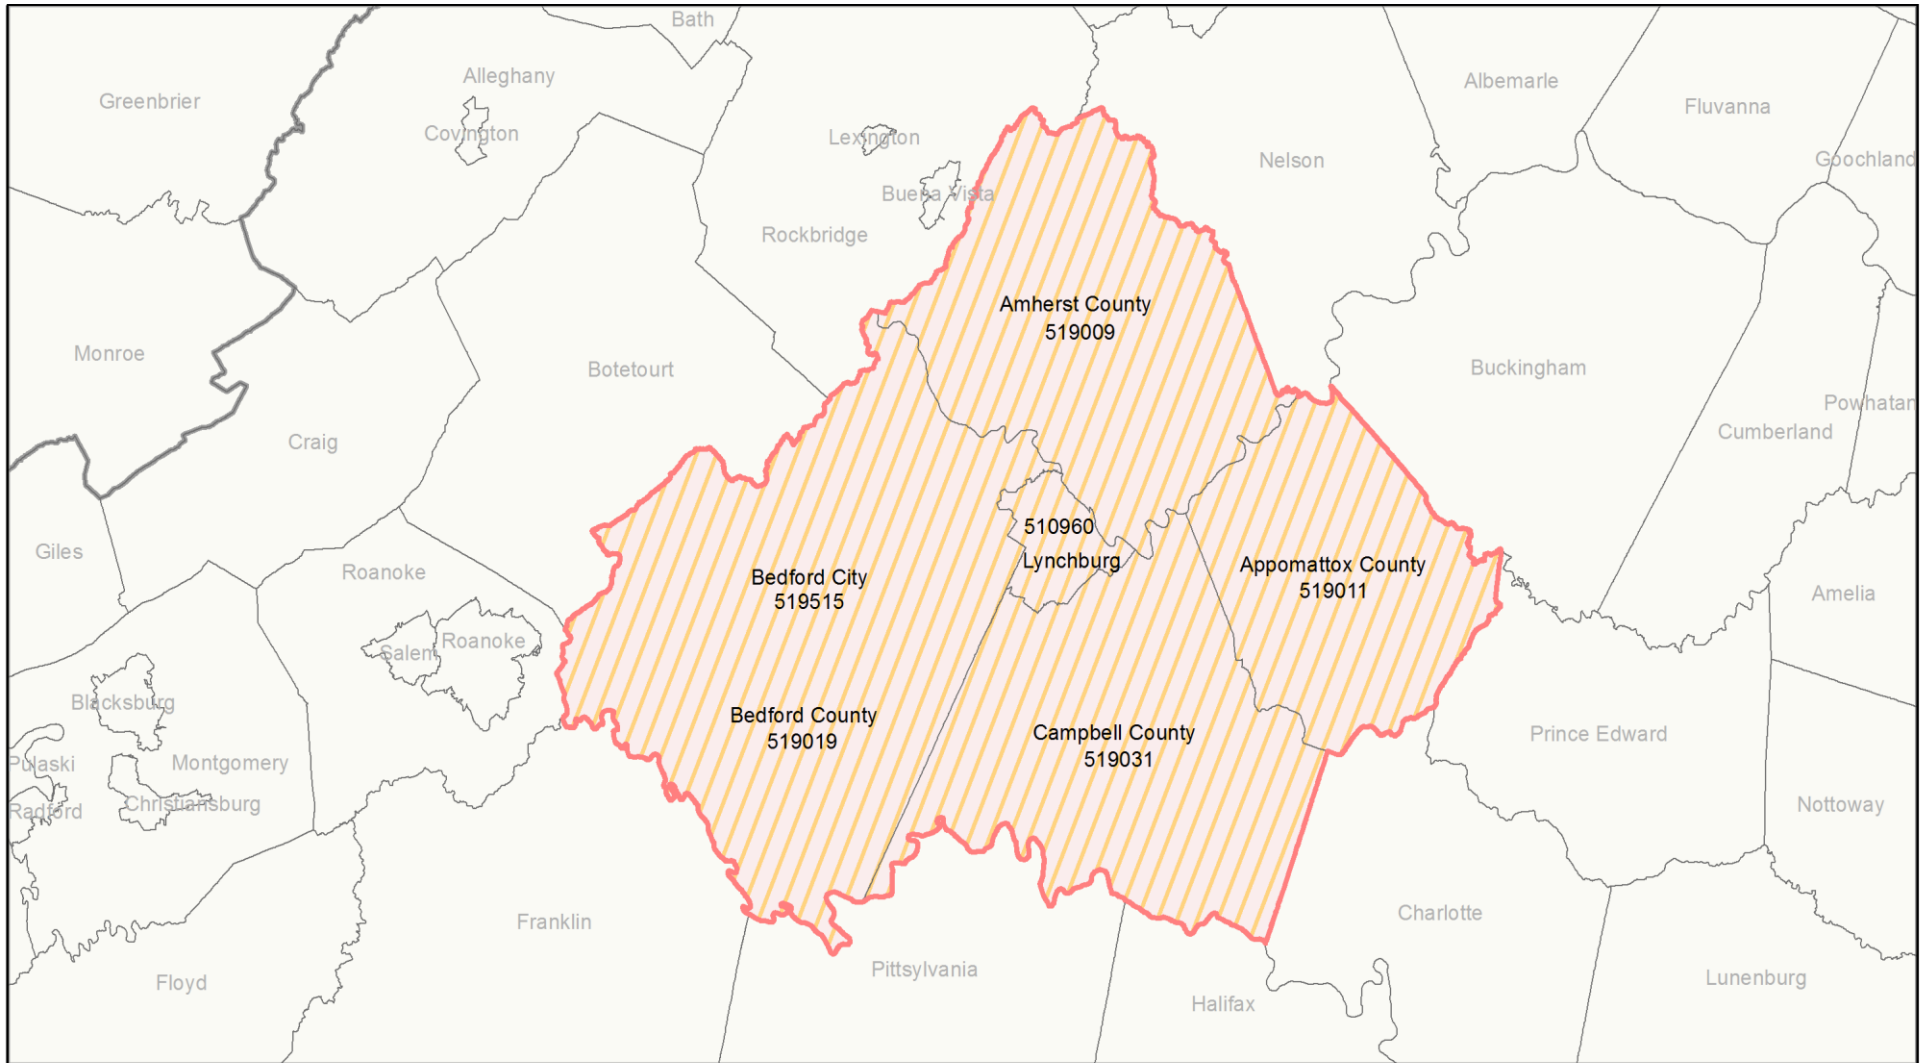 Bath
Alleghany
Greenbrier
Covington
Lexington
Albemarle
Fluvanna
Goochland
Nelson
Buena Vista
Rockbridge
Amherst County
519009
Monroe
Botetourt
Buckingham
Powhatan
Cumberland
Craig
510960
Lynchburg
Giles
Roanoke
Bedford City
519515
Appomattox County
519011
Amelia
Salem
Roanoke
Blacksburg
Bedford County
519019
Campbell County
519031
Prince Edward
Pulaski
Montgomery
Radford
Christiansburg
Nottoway
Franklin
Charlotte
Floyd
Pittsylvania
Halifax
Lunenburg